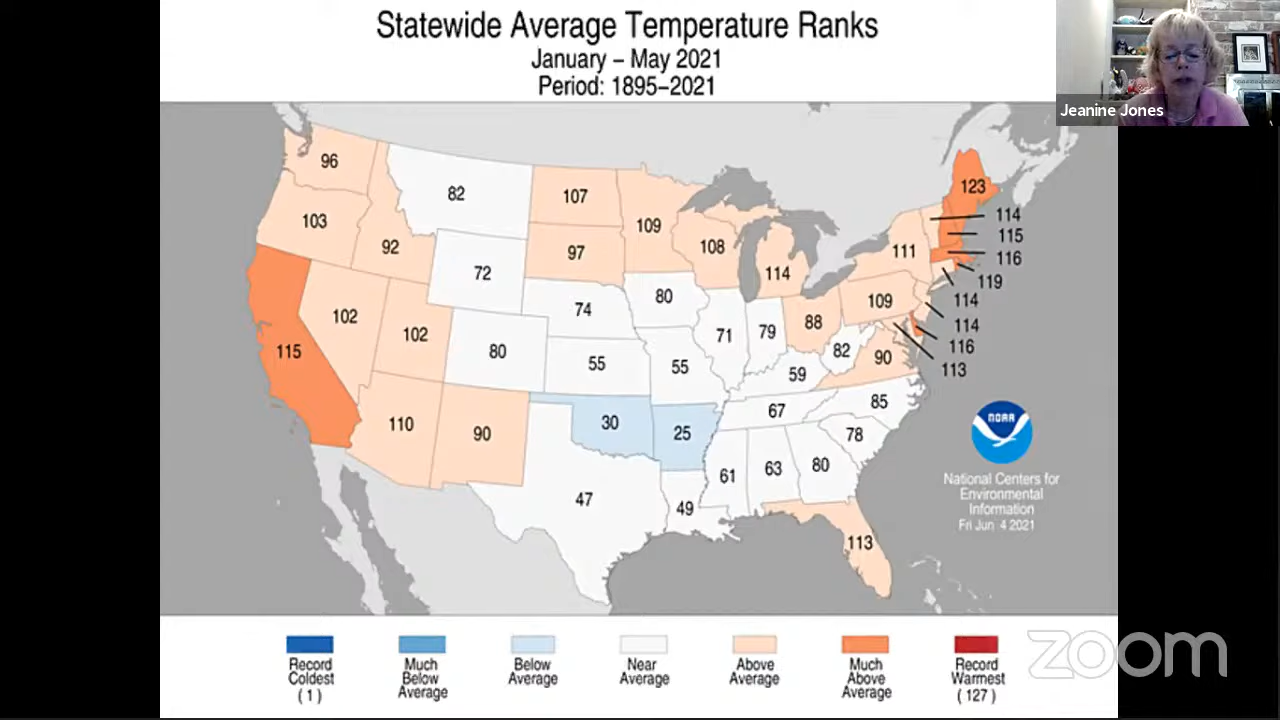 Statewide Average Temperature Ranks
January – May 2021
Period: 1895–2021
Jeanine Jones
96
82
107
123
103
109
114
92
97
108
111
115
72
114
116
119
80
74
109
114
102
102
71
79
88
114
115
80
82
90
116
55
55
59
113
110
90
30
25
67
85
78
61
63
80
47
49
113
NOAA
National Centers for
Environmental
Information
Fri Jun 4 2021
Record
Coldest
( 1 )
Much
Below
Average
Below
Average
Near
Average
Above
Average
Much
Above
Average
Record
Warmest
( 127 )
zoom